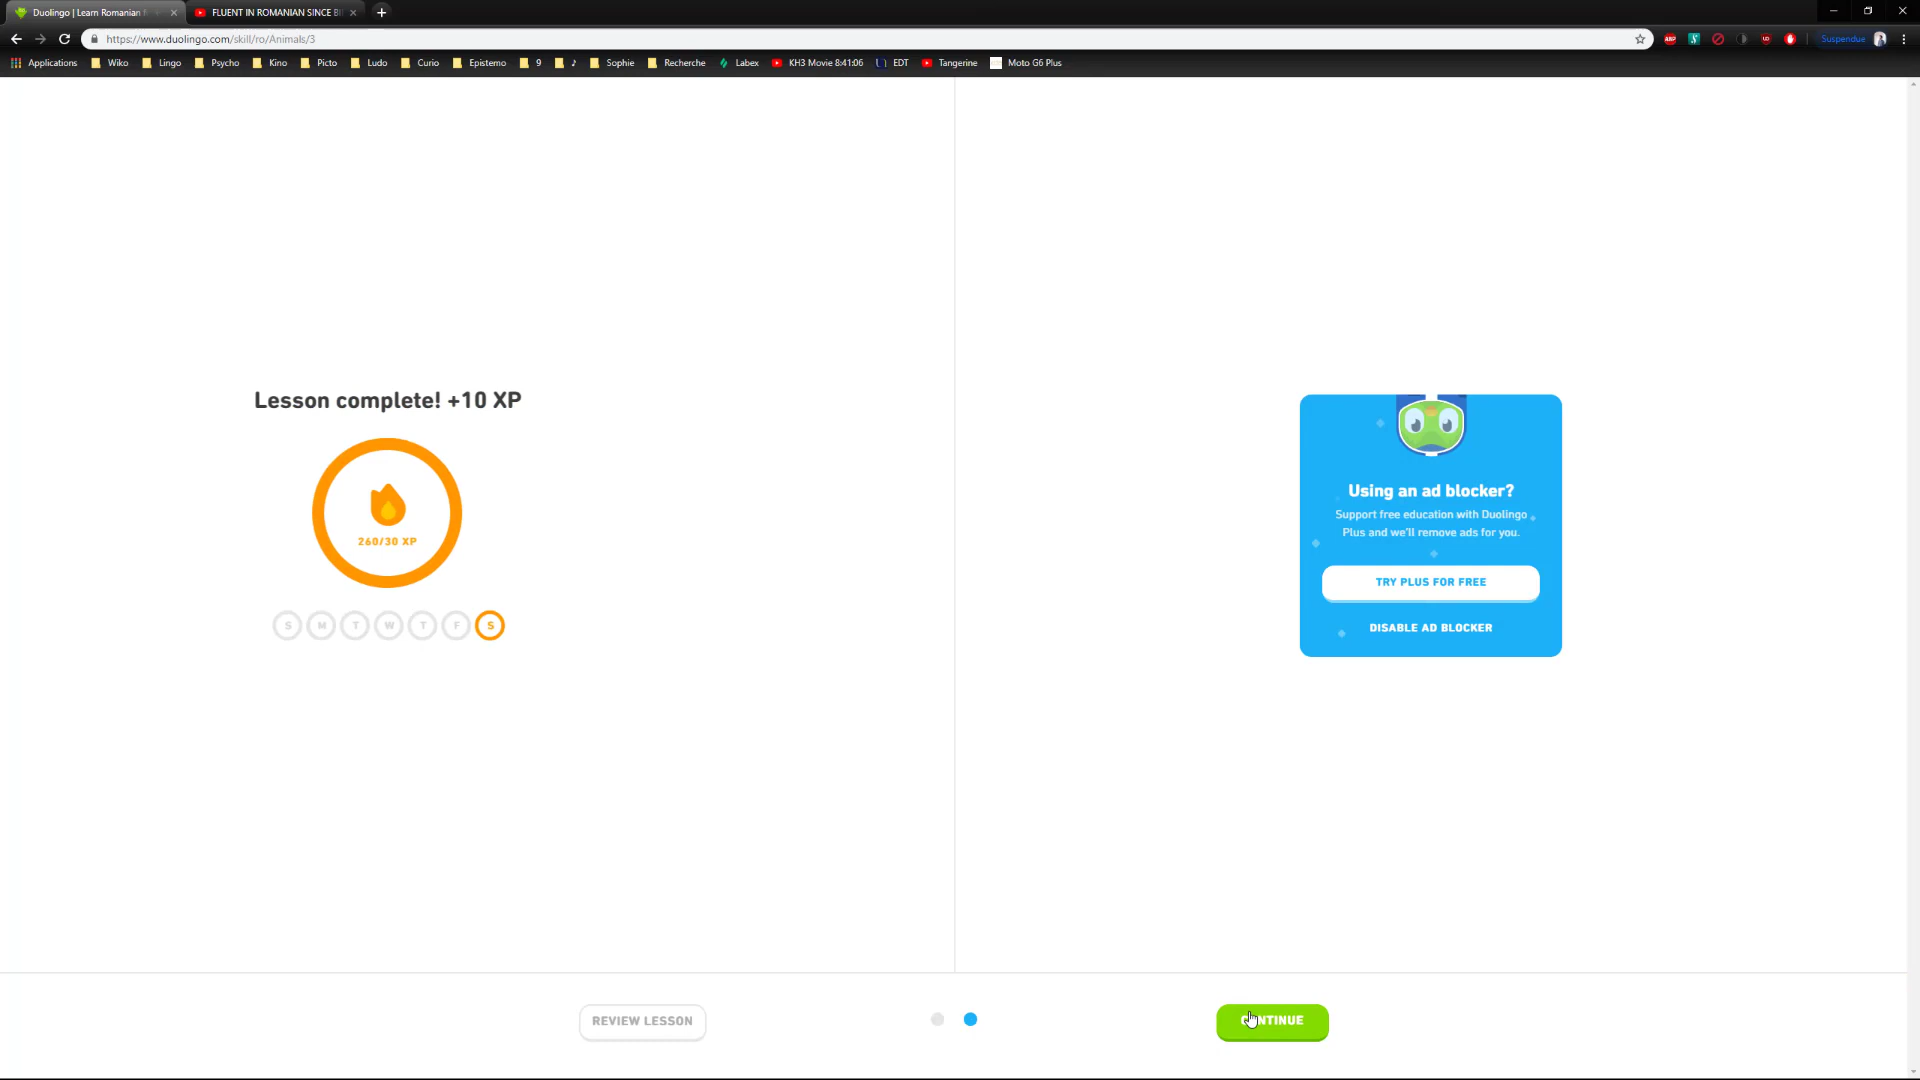 Duolingo | Learn Romanian f
FLUENT IN ROMANIAN SINCE BI
https://www.duolingo.com/skill/ro/Animals/3
Suspendue
Applications Wiko Lingo Psycho Kino Picto Ludo Curio Epistemo 9 ♪ Sophie Recherche Labex KH3 Movie 8:41:06 EDT Tangerine Moto G6 Plus
Lesson complete! +10 XP
260/30 XP
S M T W T F S
Using an ad blocker?
Support free education with Duolingo
Plus and we'll remove ads for you.
TRY PLUS FOR FREE
DISABLE AD BLOCKER
REVIEW LESSON
CONTINUE